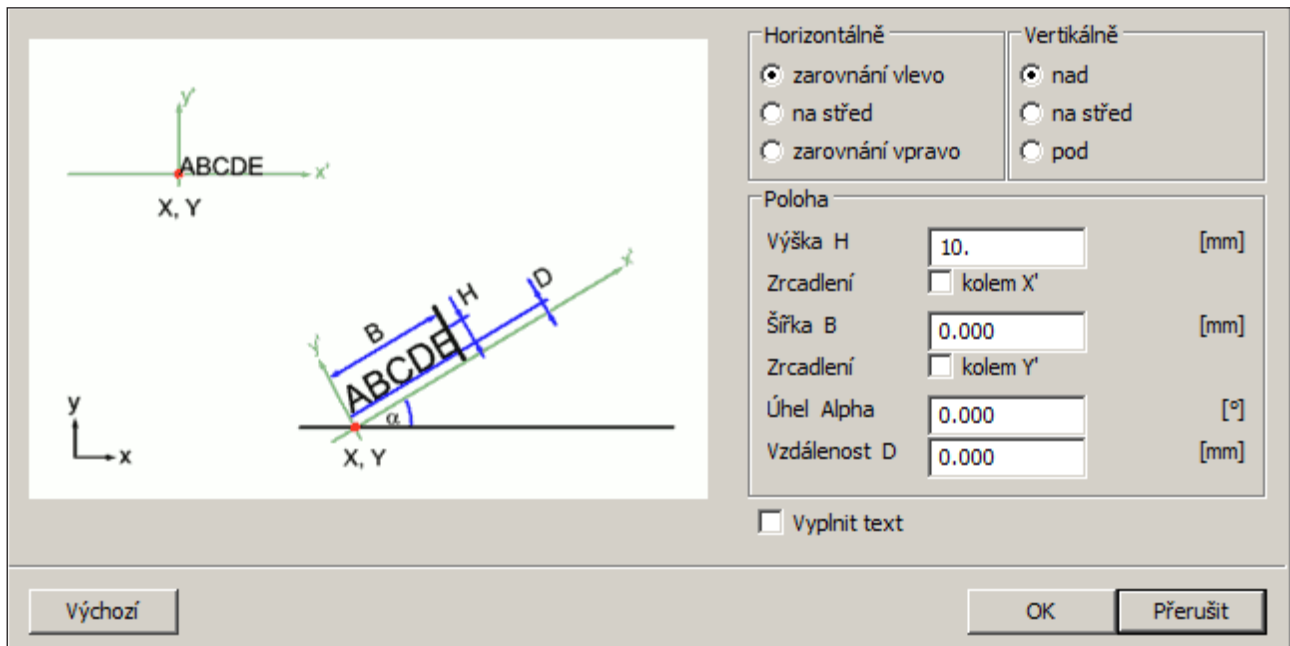 y'
ABCDE
x'
X, Y
x'
D
H
B
y'
ABCDE
α
y
x
X, Y
Horizontálně
zarovnání vlevo
na střed
zarovnání vpravo
Vertikálně
nad
na střed
pod
Poloha
Výška H 10. [mm]
Zrcadlení kolem X'
Šířka B 0.000 [mm]
Zrcadlení kolem Y'
Úhel Alpha 0.000 [°]
Vzdálenost D 0.000 [mm]
Vyplnit text
Výchozí OK Přerušit